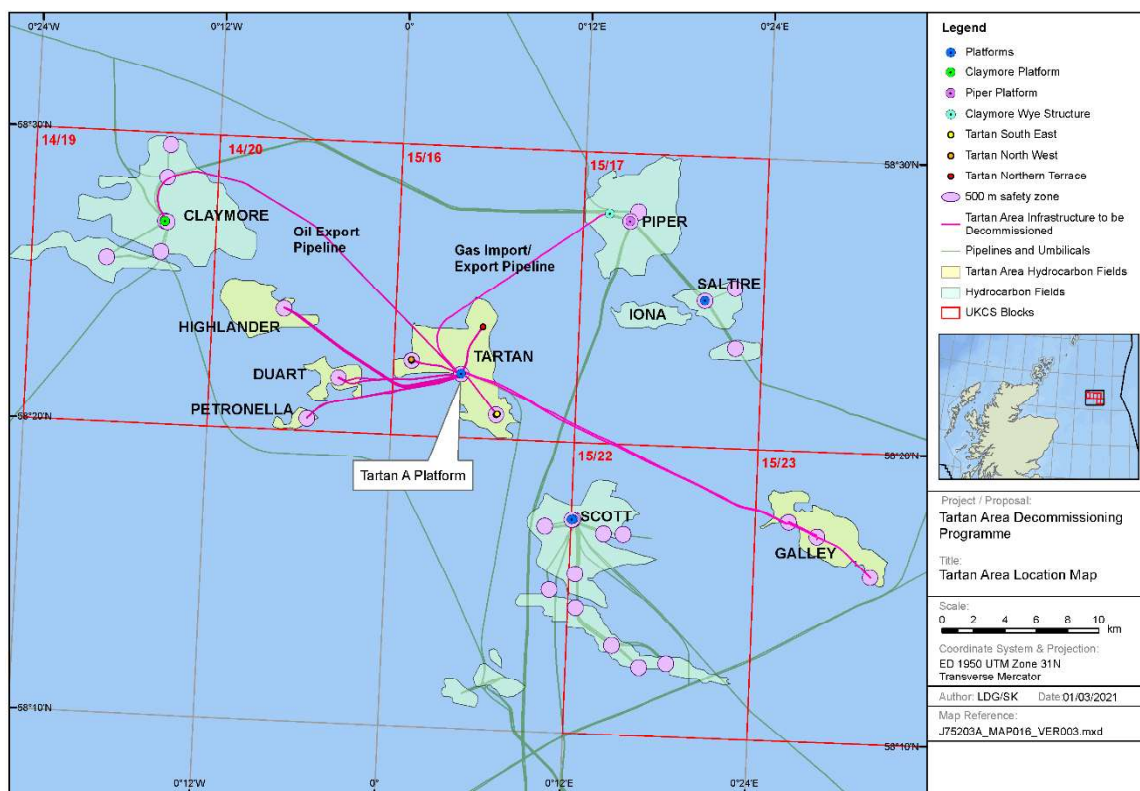 0°24'W
0°12'W
0°
0°12'E
0°24'E
58°30'N
14/19
14/20
15/16
15/17
58°30'N
CLAYMORE
Oil Export
Pipeline
PIPER
Gas Import/
Export Pipeline
SALTIRE
IONA
HIGHLANDER
TARTAN
DUART
PETRONELLA
58°20'N
15/22
15/23
58°20'N
Tartan A Platform
SCOTT
GALLEY
58°10'N
58°10'N
0°12'W
0°
0°12'E
0°24'E
Legend
Platforms
Claymore Platform
Piper Platform
Claymore Wye Structure
Tartan South East
Tartan North West
Tartan Northern Terrace
500 m safety zone
Tartan Area Infrastructure to be
Decommissioned
Pipelines and Umbilicals
Tartan Area Hydrocarbon Fields
Hydrocarbon Fields
UKCS Blocks
Project / Proposal:
Tartan Area Decommissioning
Programme
Title:
Tartan Area Location Map
Scale:
0 2 4 6 8 10
km
Coordinate System & Projection:
ED 1950 UTM Zone 31N
Transverse Mercator
Author: LDG/SK Date:01/03/2021
Map Reference:
J75203A_MAP016_VER003.mxd